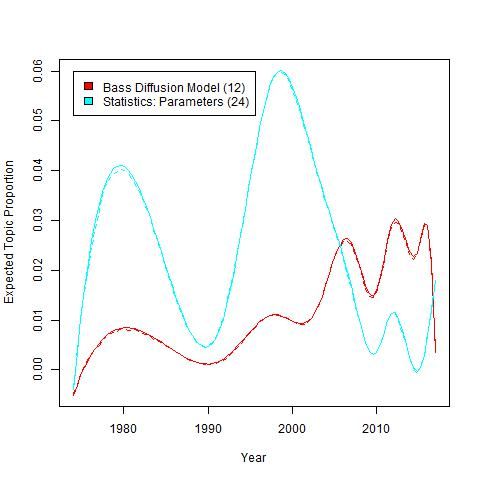 Bass Diffusion Model (12)
Statistics: Parameters (24)
Expected Topic Proportion
0.06
0.05
0.04
0.03
0.02
0.01
0.00
1980 1990 2000 2010
Year